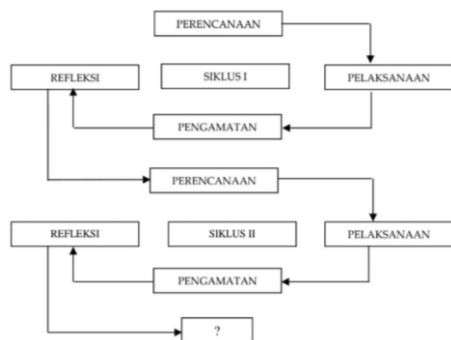 PERENCANAAN
REFLEKSI
SIKLUS I
PELAKSANAAN
PENGAMATAN
PERENCANAAN
REFLEKSI
SIKLUS II
PELAKSANAAN
PENGAMATAN
?